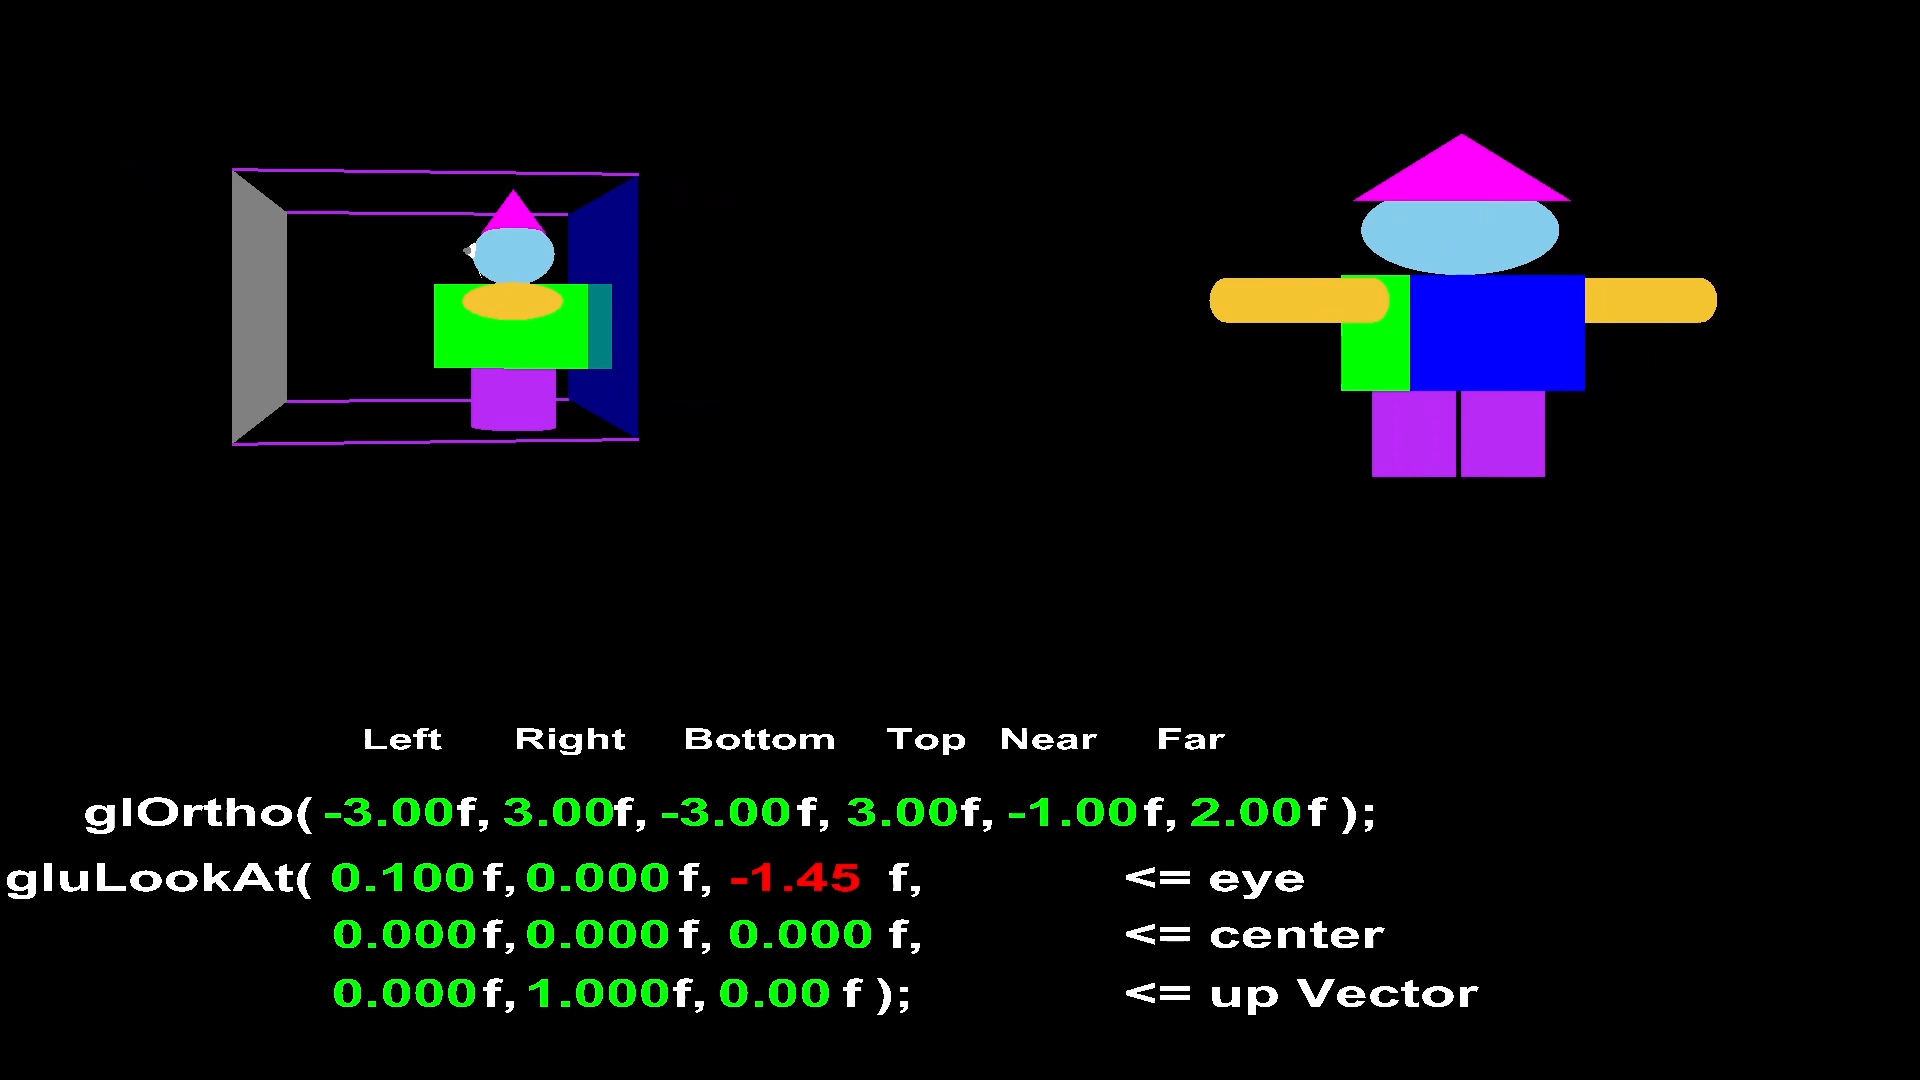 Left Right Bottom Top Near Far
glOrtho( -3.00f, 3.00f, -3.00f, 3.00f, -1.00f, 2.00f );
gluLookAt( 0.100f, 0.000 f, -1.45 f, <= eye
0.000f, 0.000 f, 0.000 f, <= center
0.000f, 1.000f, 0.00 f ); <= up Vector